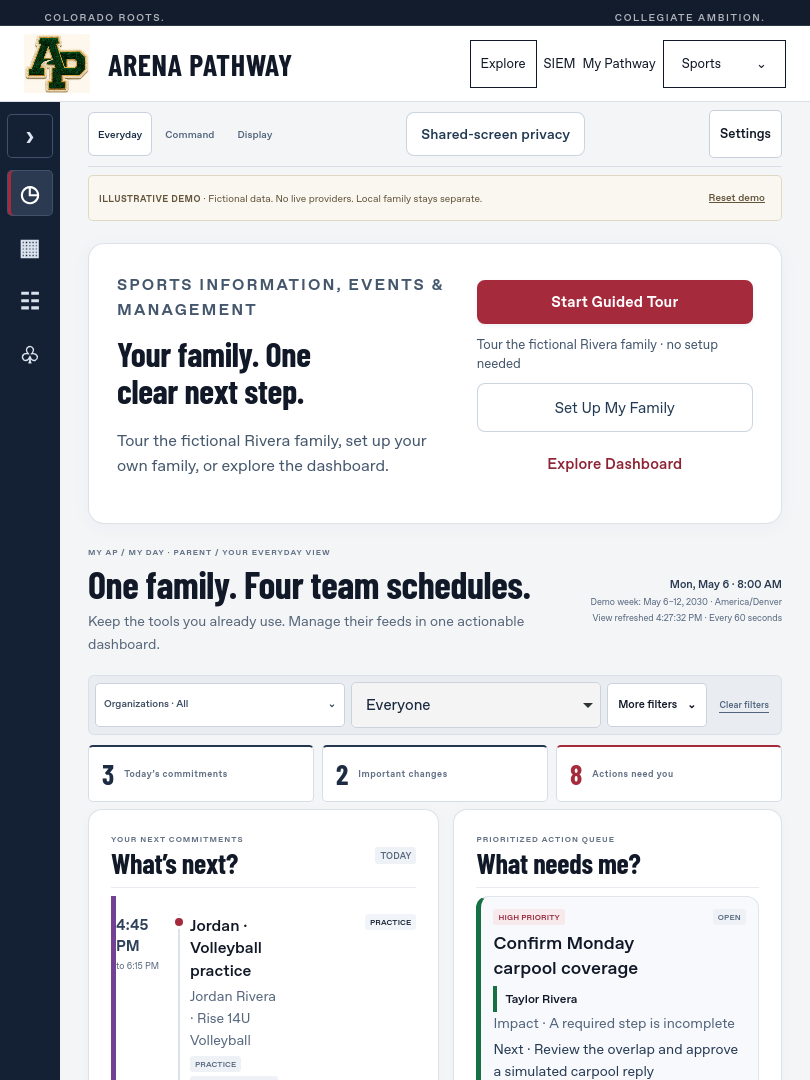 COLORADO ROOTS.
COLLEGIATE AMBITION.
AP
ARENA PATHWAY
Explore
SIEM
My Pathway
Sports
Everyday
Command
Display
Shared-screen privacy
Settings
ILLUSTRATIVE DEMO · Fictional data. No live providers. Local family stays separate.
Reset demo
SPORTS INFORMATION, EVENTS &
MANAGEMENT
Your family. One
clear next step.
Tour the fictional Rivera family, set up your
own family, or explore the dashboard.
Start Guided Tour
Tour the fictional Rivera family · no setup
needed
Set Up My Family
Explore Dashboard
MY AP / MY DAY · PARENT / YOUR EVERYDAY VIEW
One family. Four team schedules.
Keep the tools you already use. Manage their feeds in one actionable
dashboard.
Mon, May 6 · 8:00 AM
Demo week: May 6–12, 2030 · America/Denver
View refreshed 4:27:32 PM · Every 60 seconds
Organizations · All
Everyone
More filters
Clear filters
3 Today's commitments
2 Important changes
8 Actions need you
YOUR NEXT COMMITMENTS
What's next?
TODAY
4:45
PM
to 6:15 PM
Jordan ·
Volleyball
practice
PRACTICE
Jordan Rivera
· Rise 14U
Volleyball
PRACTICE
PRIORITIZED ACTION QUEUE
What needs me?
HIGH PRIORITY
OPEN
Confirm Monday
carpool coverage
Taylor Rivera
Impact · A required step is incomplete
Next · Review the overlap and approve
a simulated carpool reply